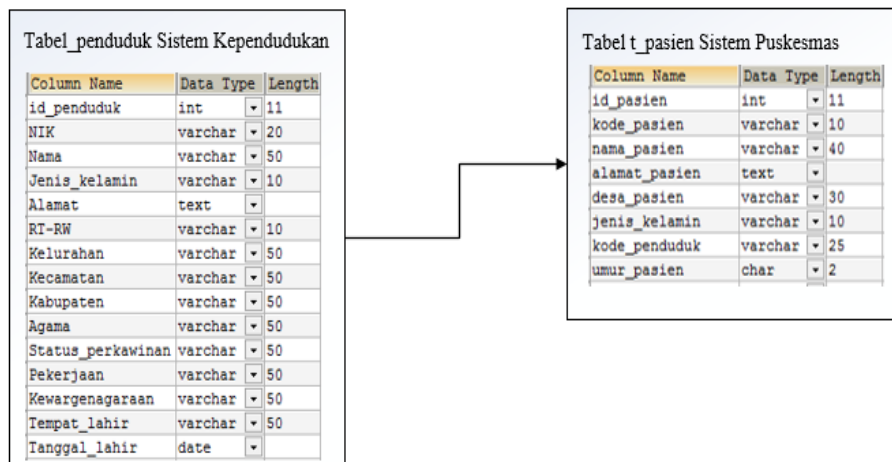 Tabel_penduduk Sistem Kependudukan
Column Name Data Type Length
id_penduduk int 11
NIK varchar 20
Nama varchar 50
Jenis_kelamin varchar 10
Alamat text
RT-RW varchar 10
Kelurahan varchar 50
Kecamatan varchar 50
Kabupaten varchar 50
Agama varchar 50
Status_perkawinan varchar 50
Pekerjaan varchar 50
Kewargenagaraan varchar 50
Tempat_lahir varchar 50
Tanggal_lahir date
Tabel t_pasien Sistem Puskesmas
Column Name Data Type Length
id_pasien int 11
kode_pasien varchar 10
nama_pasien varchar 40
alamat_pasien text
desa_pasien varchar 30
jenis_kelamin varchar 10
kode_penduduk varchar 25
umur_pasien char 2